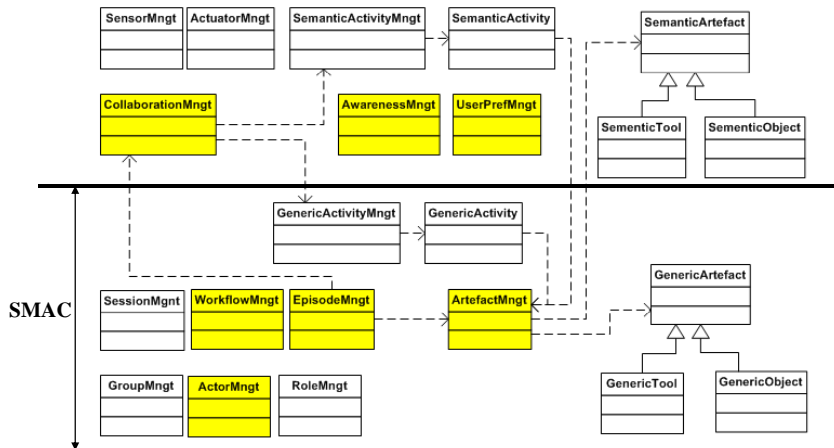 SensorMngt
ActuatorMngt
SemanticActivityMngt
SemanticActivity
SemanticArtefact
CollaborationMngt
AwarenessMngt
UserPrefMngt
SementicTool
SementicObject
GenericActivityMngt
GenericActivity
GenericArtefact
SMAC
SessionMgnt
WorkflowMngt
EpisodeMngt
ArtefactMngt
GroupMngt
ActorMngt
RoleMngt
GenericTool
GenericObject